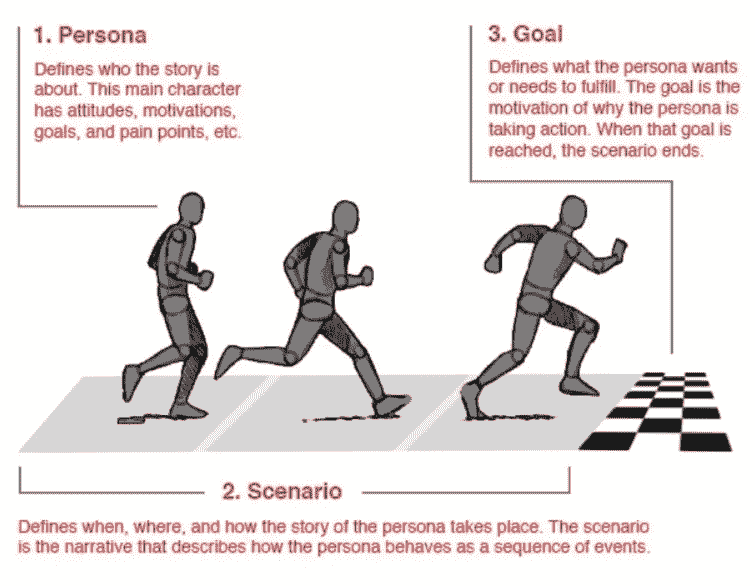 1. Persona
Defines who the story is
about. This main character
has attitudes, motivations,
goals, and pain points, etc.
3. Goal
Defines what the persona wants
or needs to fulfill. The goal is the
motivation of why the persona is
taking action. When that goal is
reached, the scenario ends.
2. Scenario
Defines when, where, and how the story of the persona takes place. The scenario
is the narrative that describes how the persona behaves as a sequence of events.